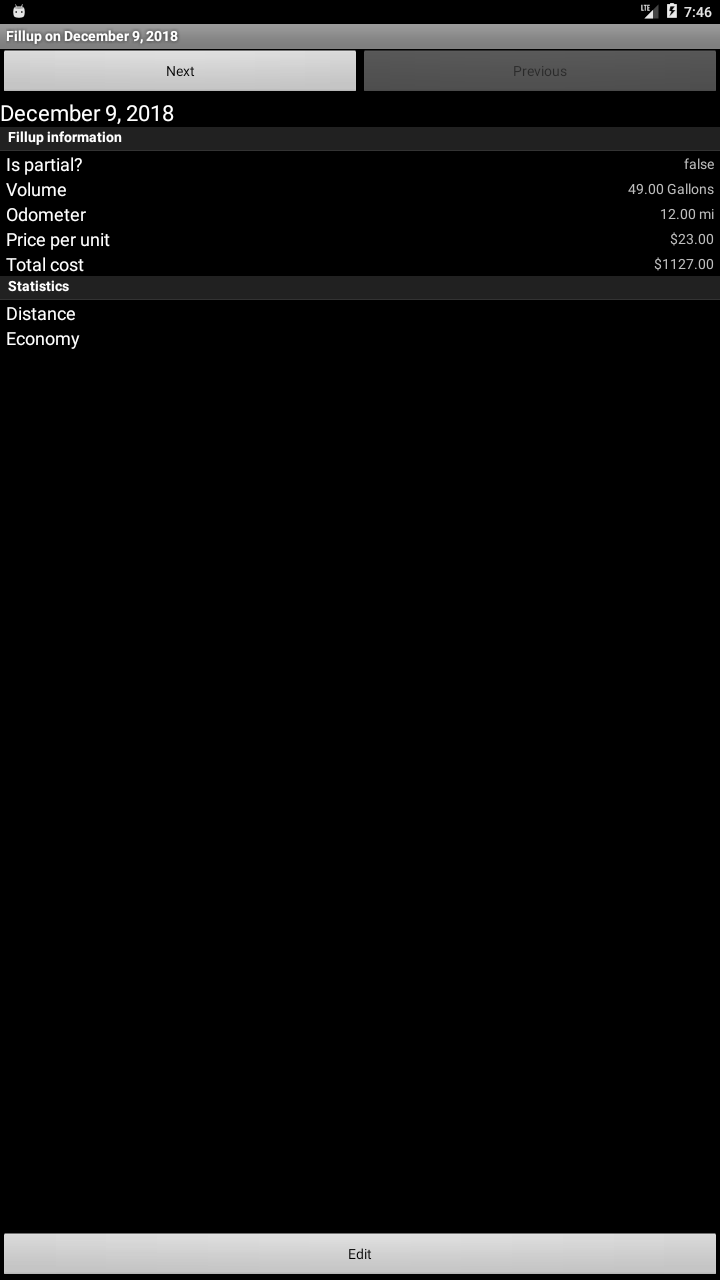 LTE 7:46
Fillup on December 9, 2018
Next Previous
December 9, 2018
Fillup information
Is partial? false
Volume 49.00 Gallons
Odometer 12.00 mi
Price per unit $23.00
Total cost $1127.00
Statistics
Distance
Economy
Edit